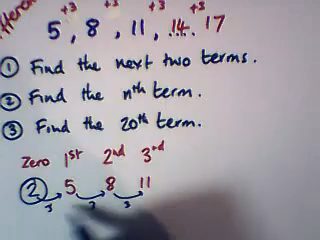 +3 +3 +3 +3
5, 8, 11, 14, 17
① Find the next two terms.
② Find the nth term.
③ Find the 20th term.
Zero 1st 2nd 3rd
2 5 8 11
3 3 3